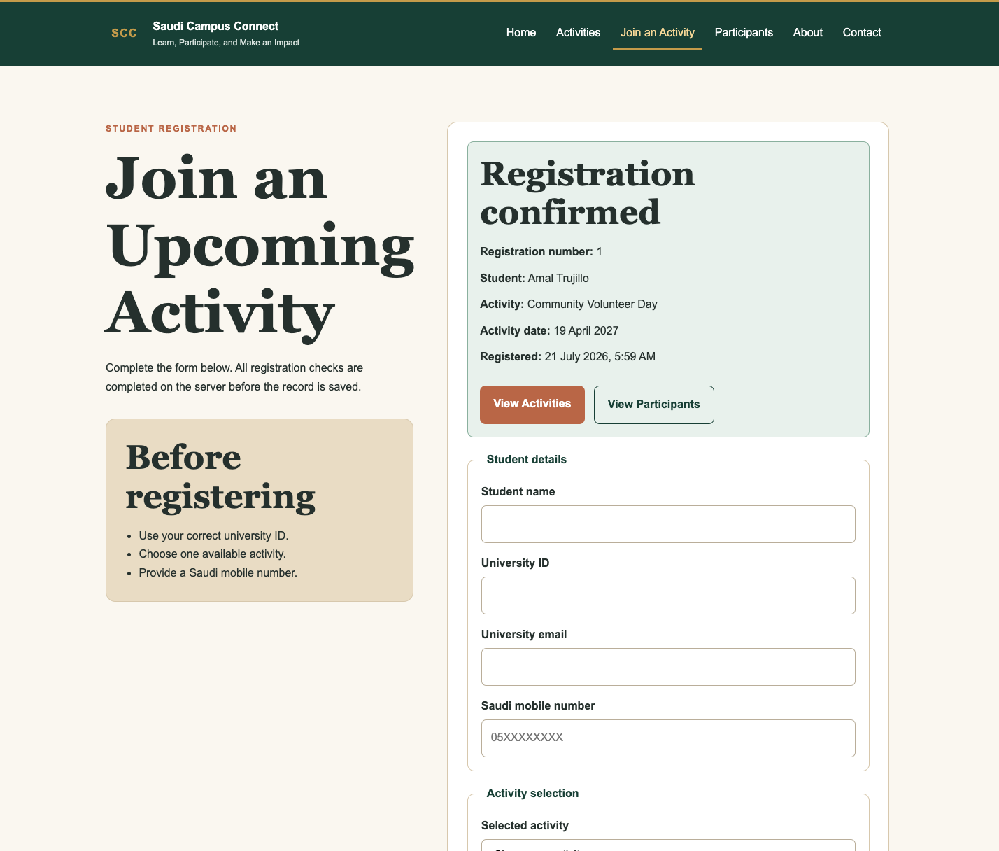 SCC
Saudi Campus Connect
Learn, Participate, and Make an Impact
Home Activities Join an Activity Participants About Contact
STUDENT REGISTRATION
Join an
Upcoming
Activity
Complete the form below. All registration checks are
completed on the server before the record is saved.
Before
registering
• Use your correct university ID.
• Choose one available activity.
• Provide a Saudi mobile number.
Registration
confirmed
Registration number: 1
Student: Amal Trujillo
Activity: Community Volunteer Day
Activity date: 19 April 2027
Registered: 21 July 2026, 5:59 AM
View Activities View Participants
Student details
Student name
University ID
University email
Saudi mobile number
05XXXXXXXX
Activity selection
Selected activity